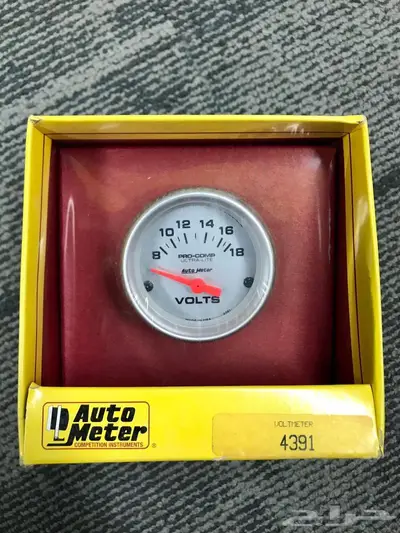 8 10 12 14 16 18
PRO-COMP
ULTRA-LITE
Auto Meter
VOLTS
Auto
Meter
COMPETITION INSTRUMENTS
®
VOLTMETER
4391
حراج